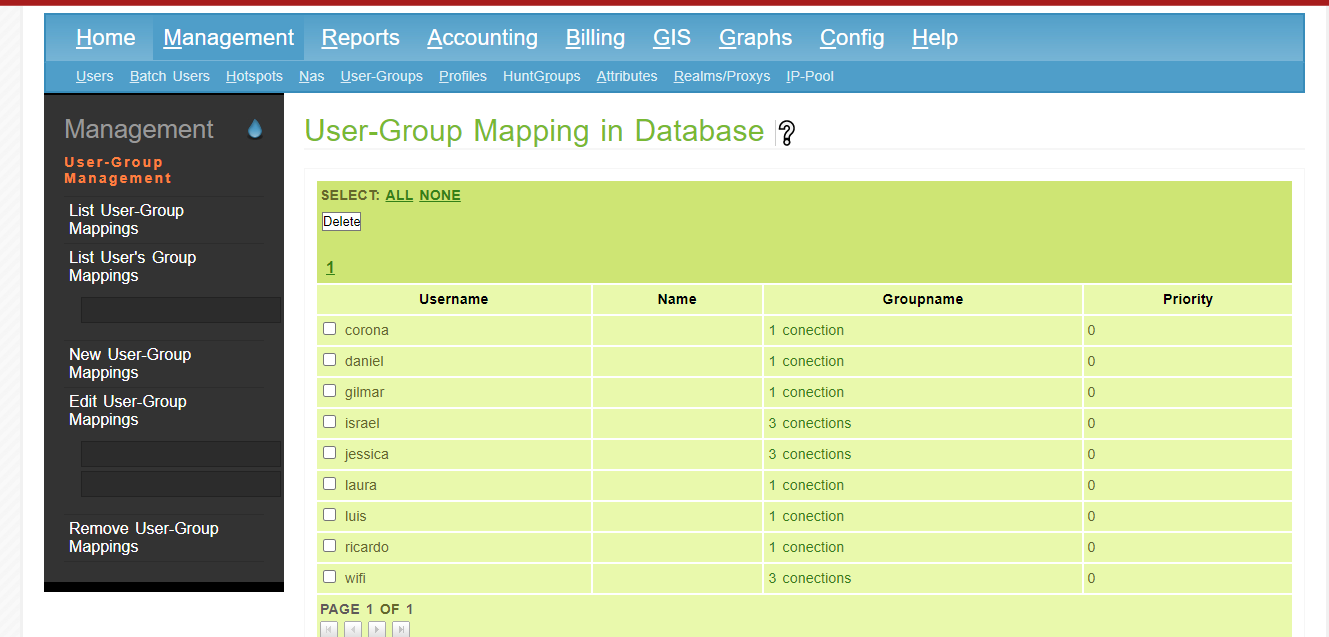 Home Management Reports Accounting Billing GIS Graphs Config Help
Users Batch Users Hotspots Nas User-Groups Profiles HuntGroups Attributes Realms/Proxys IP-Pool
Management
User-Group
Management
List User-Group
Mappings
List User's Group
Mappings
New User-Group
Mappings
Edit User-Group
Mappings
Remove User-Group
Mappings
User-Group Mapping in Database ?
SELECT: ALL NONE
Delete
1
Username Name Groupname Priority
corona 1 conection 0
daniel 1 conection 0
gilmar 1 conection 0
israel 3 conections 0
jessica 3 conections 0
laura 1 conection 0
luis 1 conection 0
ricardo 1 conection 0
wifi 3 conections 0
PAGE 1 OF 1